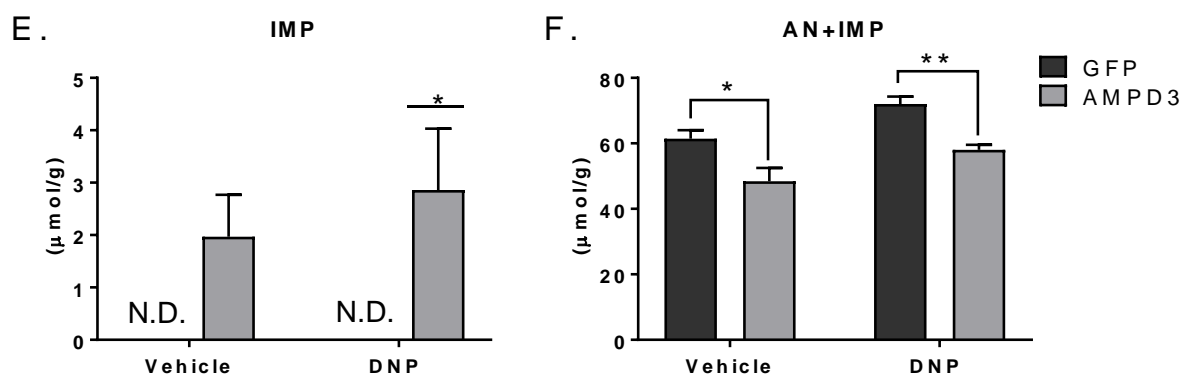 E.
IMP
(μmol/g)
5
4
3
2
1
0
N.D.
N.D.
*
Vehicle
DNP
F.
AN+IMP
(μmol/g)
80
60
40
20
0
*
**
Vehicle
DNP
GFP
AMPD3